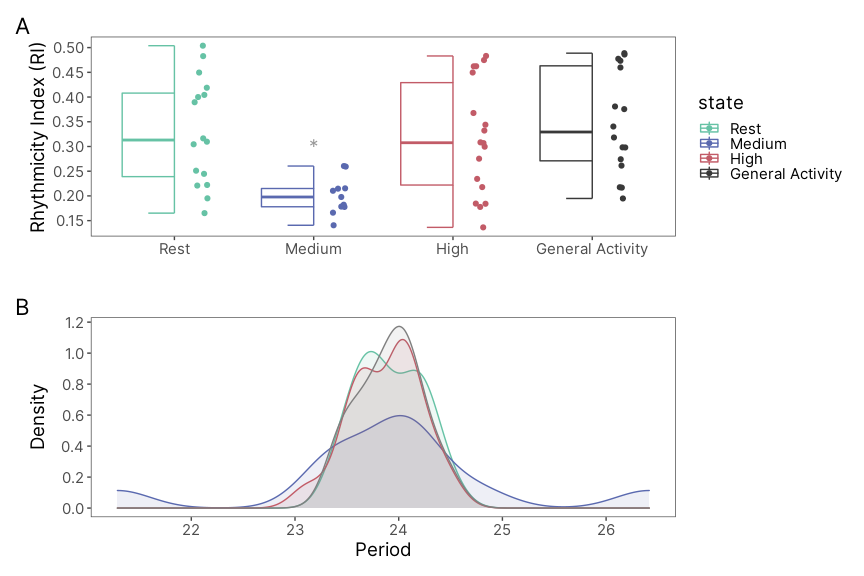 A
Rhythmicity Index (RI)
0.50
0.45
0.40
0.35
0.30
0.25
0.20
0.15
*
Rest
Medium
High
General Activity
state
Rest
Medium
High
General Activity
B
Density
1.2
1.0
0.8
0.6
0.4
0.2
0.0
22
23
24
25
26
Period